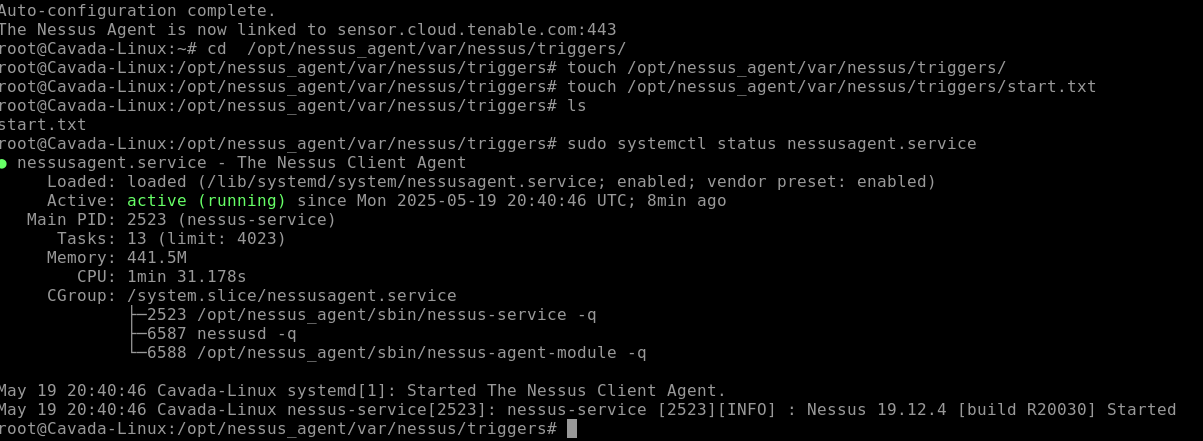 Auto-configuration complete.
The Nessus Agent is now linked to sensor.cloud.tenable.com:443
root@Cavada-Linux:~# cd  /opt/nessus_agent/var/nessus/triggers/
root@Cavada-Linux:/opt/nessus_agent/var/nessus/triggers# touch /opt/nessus_agent/var/nessus/triggers/
root@Cavada-Linux:/opt/nessus_agent/var/nessus/triggers# touch /opt/nessus_agent/var/nessus/triggers/start.txt
root@Cavada-Linux:/opt/nessus_agent/var/nessus/triggers# ls
start.txt
root@Cavada-Linux:/opt/nessus_agent/var/nessus/triggers# sudo systemctl status nessusagent.service
● nessusagent.service - The Nessus Client Agent
     Loaded: loaded (/lib/systemd/system/nessusagent.service; enabled; vendor preset: enabled)
     Active: active (running) since Mon 2025-05-19 20:40:46 UTC; 8min ago
   Main PID: 2523 (nessus-service)
      Tasks: 13 (limit: 4023)
     Memory: 441.5M
        CPU: 1min 31.178s
     CGroup: /system.slice/nessusagent.service
             ├─2523 /opt/nessus_agent/sbin/nessus-service -q
             ├─6587 nessusd -q
             └─6588 /opt/nessus_agent/sbin/nessus-agent-module -q

May 19 20:40:46 Cavada-Linux systemd[1]: Started The Nessus Client Agent.
May 19 20:40:46 Cavada-Linux nessus-service[2523]: nessus-service [2523][INFO] : Nessus 19.12.4 [build R20030] Started
root@Cavada-Linux:/opt/nessus_agent/var/nessus/triggers#